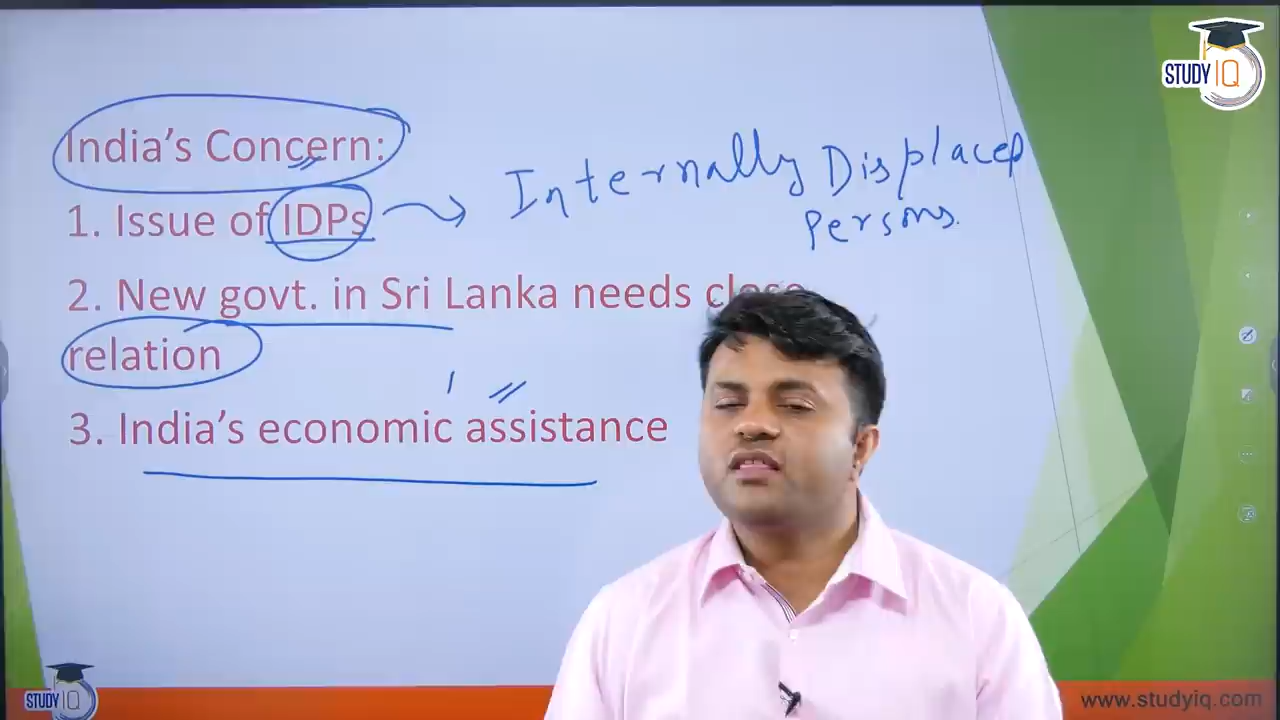 STUDY IQ
India's Concern:
1. Issue of IDPs
Internally Displaced
Persons.
2. New govt. in Sri Lanka needs close
relation
3. India's economic assistance
STUDY IQ
www.studyiq.com